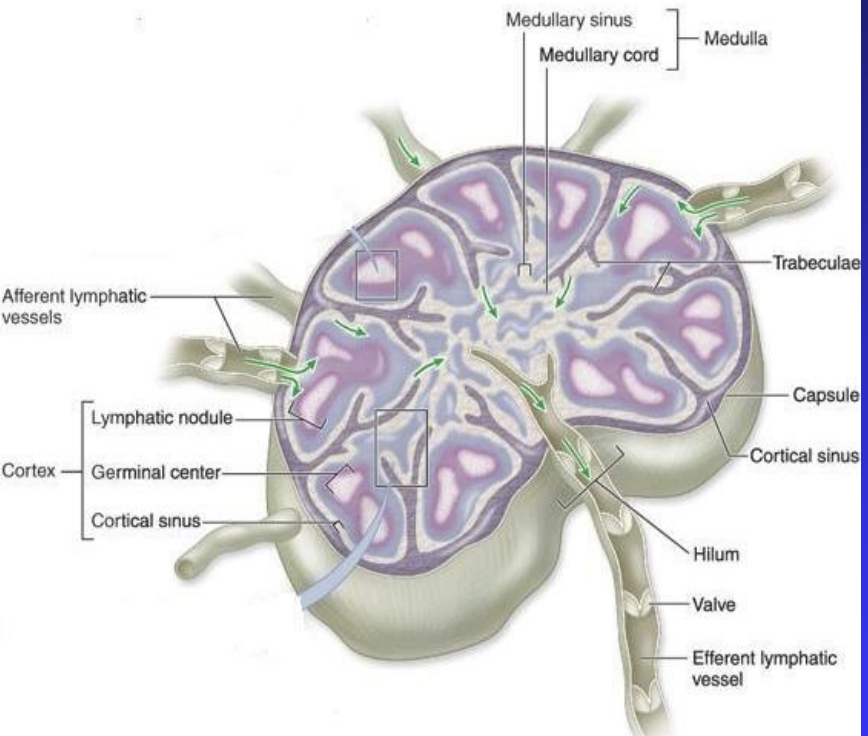 Medullary sinus
Medulla
Medullary cord
Trabeculae
Afferent lymphatic
vessels
Capsule
Lymphatic nodule
Cortical sinus
Cortex
Germinal center
Cortical sinus
Hilum
Valve
Efferent lymphatic
vessel